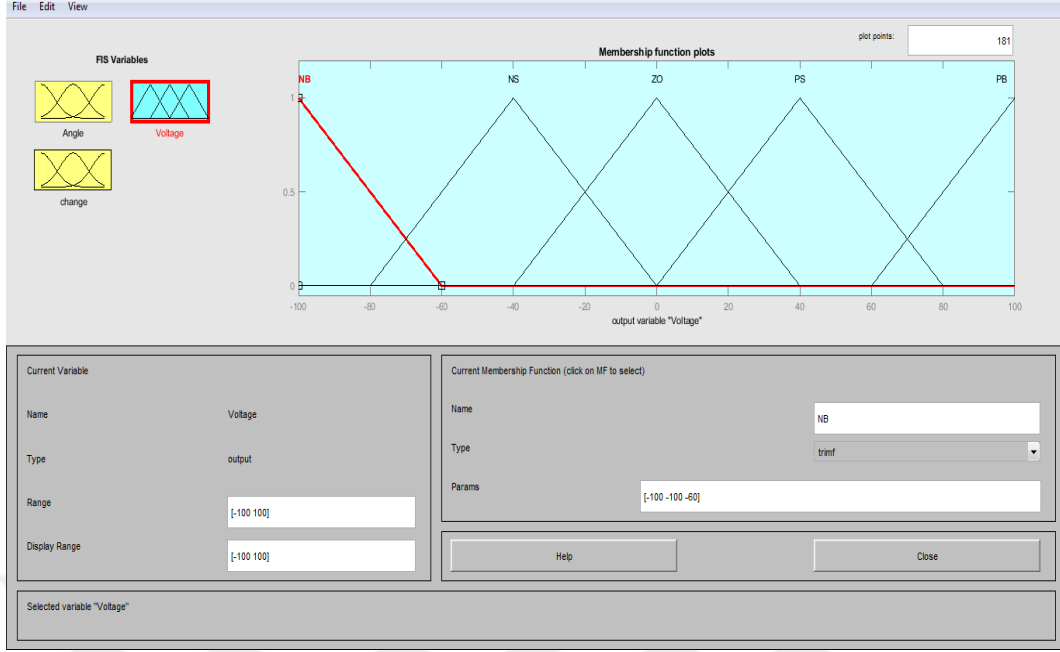 File Edit View
FIS Variables
Angle
Voltage
change
plot points:
181
Membership function plots
NB
NS
ZO
PS
PB
1
0.5
0
-100 -80 -60 -40 -20 0 20 40 60 80 100
output variable "Voltage"
Current Variable
Name Voltage
Type output
Range [-100 100]
Display Range [-100 100]
Current Membership Function (click on MF to select)
Name NB
Type trimf
Params [-100 -100 -60]
Help Close
Selected variable "Voltage"